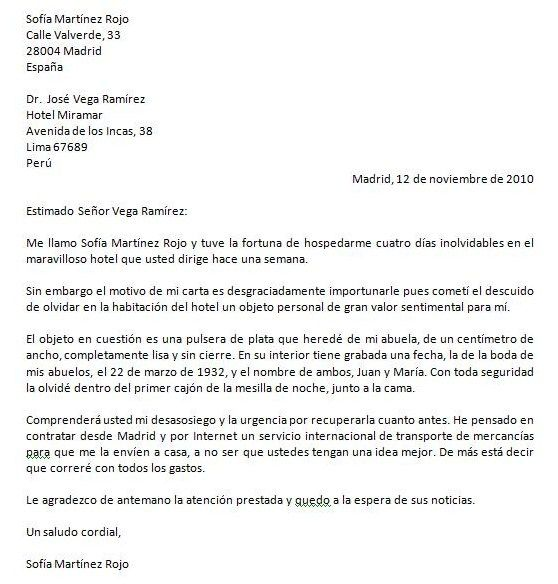 Sofía Martínez Rojo
Calle Valverde, 33
28004 Madrid
España
Dr. José Vega Ramírez
Hotel Miramar
Avenida de los Incas, 38
Lima 67689
Perú
Madrid, 12 de noviembre de 2010
Estimado Señor Vega Ramírez:
Me llamo Sofía Martínez Rojo y tuve la fortuna de hospedarme cuatro días inolvidables en el
maravilloso hotel que usted dirige hace una semana.
Sin embargo el motivo de mi carta es desgraciadamente importunarle pues cometí el descuido
de olvidar en la habitación del hotel un objeto personal de gran valor sentimental para mí.
El objeto en cuestión es una pulsera de plata que heredé de mi abuela, de un centímetro de
ancho, completamente lisa y sin cierre. En su interior tiene grabada una fecha, la de la boda de
mis abuelos, el 22 de marzo de 1932, y el nombre de ambos, Juan y María. Con toda seguridad
la olvidé dentro del primer cajón de la mesilla de noche, junto a la cama.
Comprenderá usted mi desasosiego y la urgencia por recuperarla cuanto antes. He pensado en
contratar desde Madrid y por Internet un servicio internacional de transporte de mercancías
para que me la envíen a casa, a no ser que ustedes tengan una idea mejor. De más está decir
que correré con todos los gastos.
Le agradezco de antemano la atención prestada y quedo a la espera de sus noticias.
Un saludo cordial,
Sofía Martínez Rojo